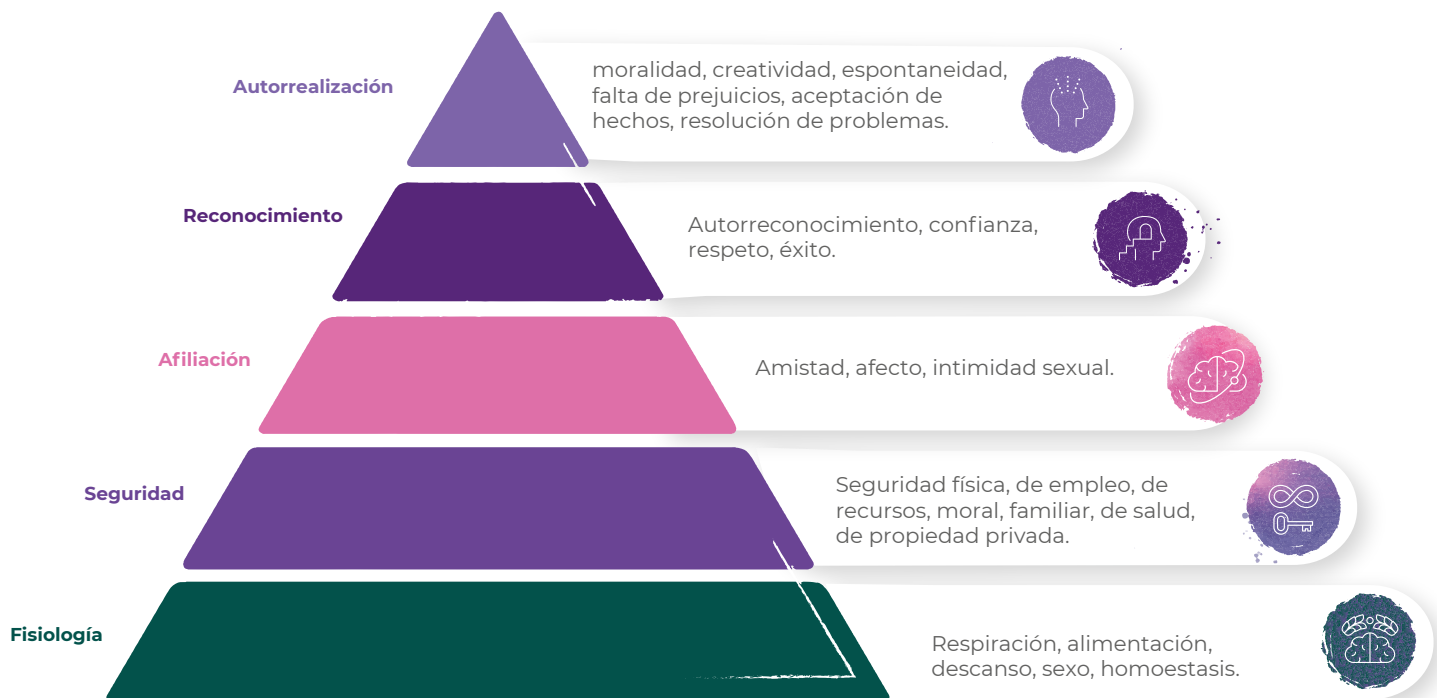 Autorrealización
moralidad, creatividad, espontaneidad,
falta de prejuicios, aceptación de
hechos, resolución de problemas.
Reconocimiento
Autorreconocimiento, confianza,
respeto, éxito.
Afiliación
Amistad, afecto, intimidad sexual.
Seguridad
Seguridad física, de empleo, de
recursos, moral, familiar, de salud,
de propiedad privada.
Fisiología
Respiración, alimentación,
descanso, sexo, homoestasis.